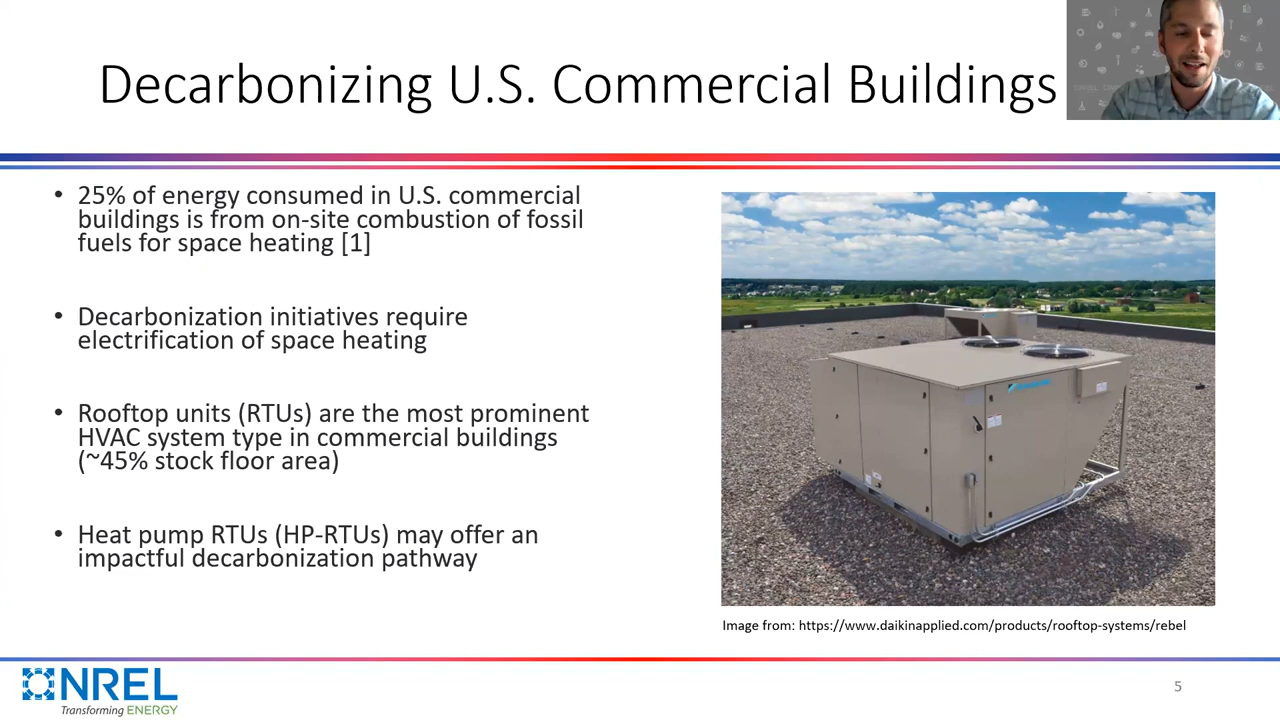 Decarbonizing U.S. Commercial Buildings
• 25% of energy consumed in U.S. commercial
buildings is from on-site combustion of fossil
fuels for space heating [1]
• Decarbonization initiatives require
electrification of space heating
• Rooftop units (RTUs) are the most prominent
HVAC system type in commercial buildings
(~45% stock floor area)
• Heat pump RTUs (HP-RTUs) may offer an
impactful decarbonization pathway
Image from: https://www.daikinapplied.com/products/rooftop-systems/rebel
NREL
Transforming ENERGY
5